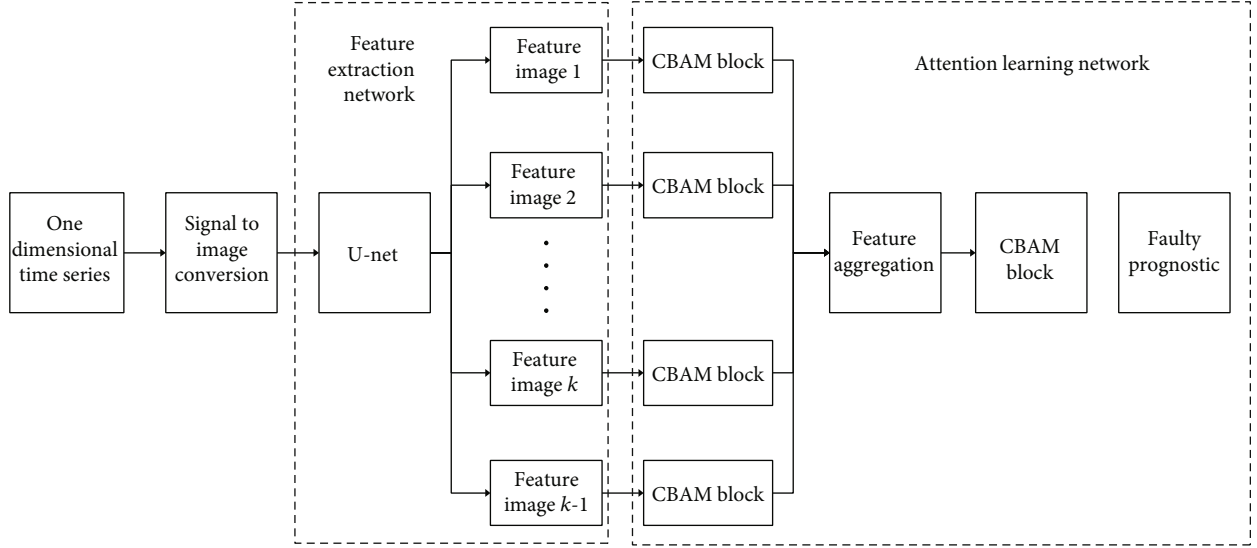 Feature
extraction
network
Feature
image 1
CBAM block
Attention learning network
Feature
image 2
CBAM block
One
dimensional
time series
Signal to
image
conversion
U-net
Feature
aggregation
CBAM
block
Faulty
prognostic
Feature
image k
CBAM block
Feature
image k-1
CBAM block